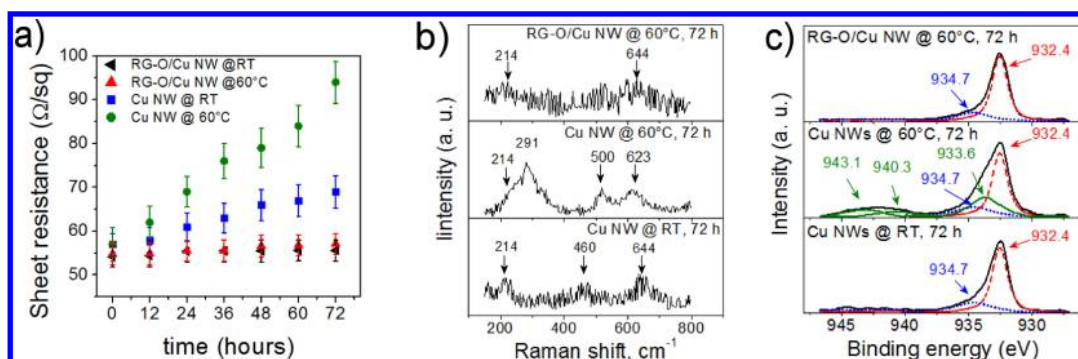 a)
Sheet resistance (Ω/sq)
100
90
80
70
60
50
RG-O/Cu NW @RT
RG-O/Cu NW @60°C
Cu NW @ RT
Cu NW @ 60°C
0 12 24 36 48 60 72
time (hours)
b)
Iintensity (a. u.)
RG-O/Cu NW @ 60°C, 72 h
214 644
Cu NW @ 60°C, 72 h
291
214 500 623
Cu NW @ RT, 72 h
214 460 644
200 400 600 800
Raman shift, cm⁻¹
c)
Intensity (a. u.)
RG-O/Cu NW @ 60°C, 72 h
932.4
934.7
Cu NWs @ 60°C, 72 h
932.4
943.1 940.3 934.7 933.6
Cu NWs @ RT, 72 h
932.4
934.7
945 940 935 930
Binding energy (eV)